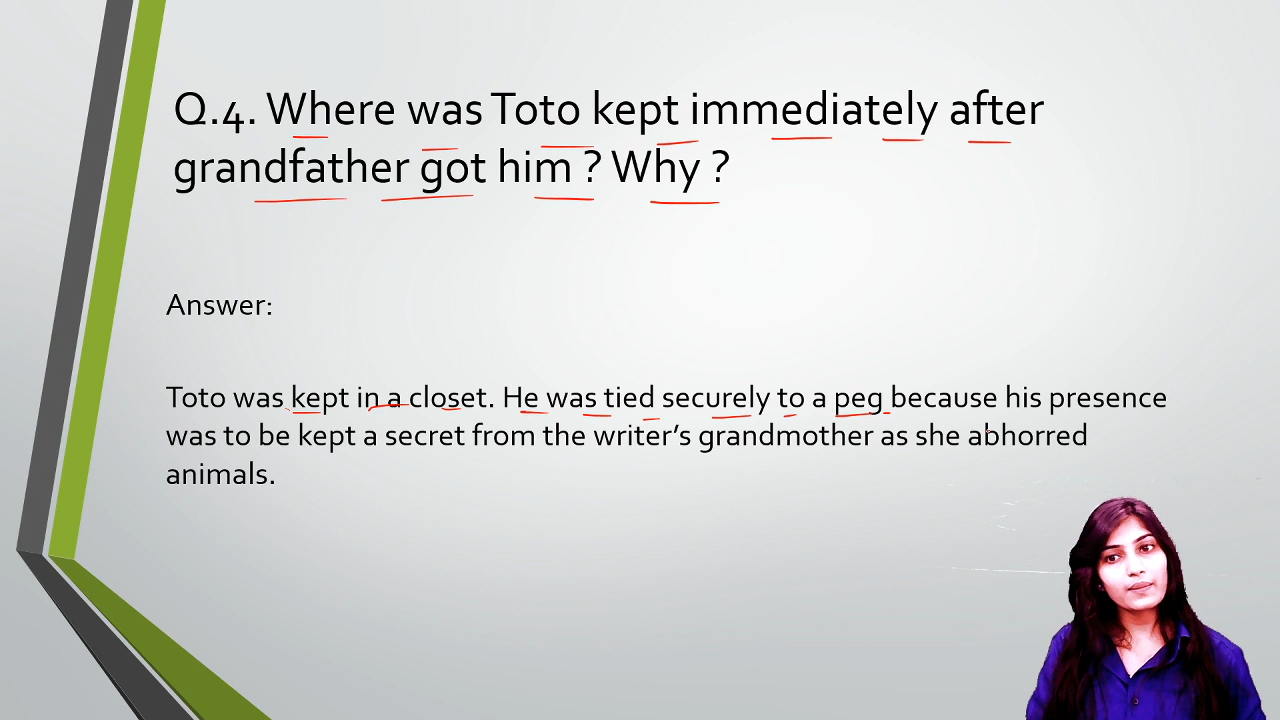 Q.4. Where was Toto kept immediately after
grandfather got him ? Why ?
Answer:
Toto was kept in a closet. He was tied securely to a peg because his presence
was to be kept a secret from the writer’s grandmother as she abhorred
animals.